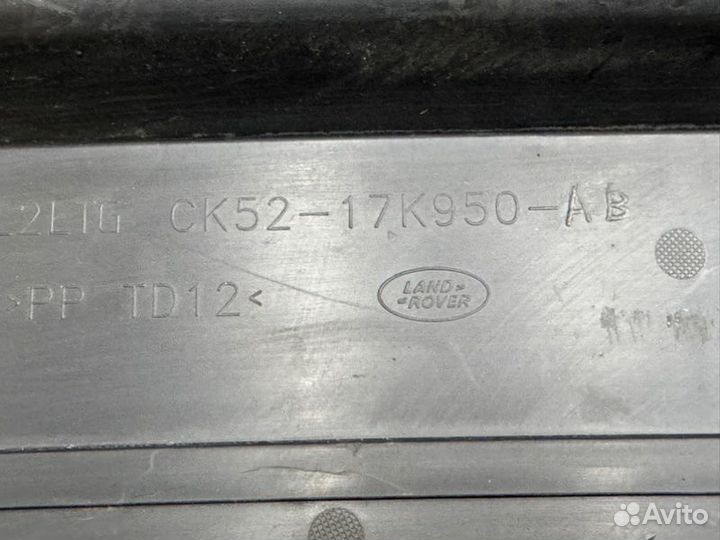 CK52-17K950-AB
>PP TD12<
LAND
ROVER
Avito